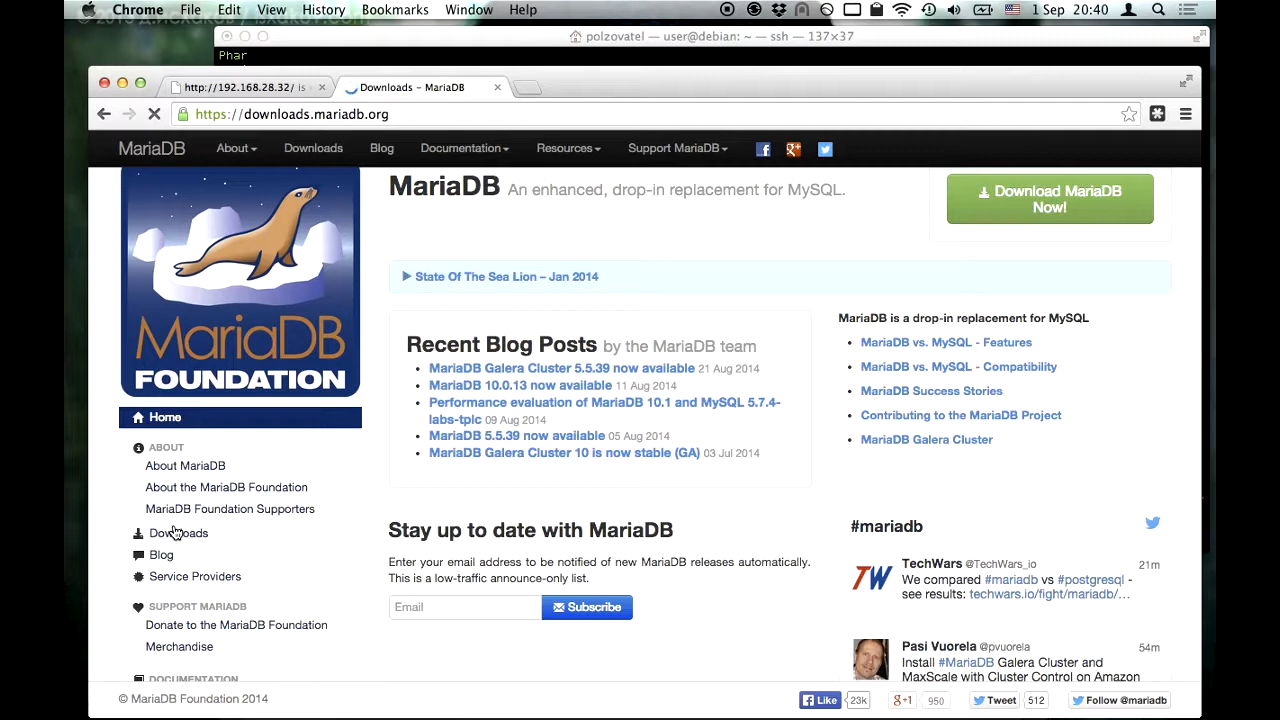 Chrome File Edit View History Bookmarks Window Help 1 Sep 20:40
polzovatel — user@debian: ~ — ssh — 137×37
Phar
http://192.168.28.32/ is Downloads – MariaDB
https://downloads.mariadb.org
MariaDB About Downloads Blog Documentation Resources Support MariaDB
MariaDB An enhanced, drop-in replacement for MySQL.
Download MariaDB
Now!
State Of The Sea Lion – Jan 2014
MariaDB
FOUNDATION
Recent Blog Posts by the MariaDB team
MariaDB Galera Cluster 5.5.39 now available 21 Aug 2014
MariaDB 10.0.13 now available 11 Aug 2014
Performance evaluation of MariaDB 10.1 and MySQL 5.7.4-
labs-tplc 09 Aug 2014
MariaDB 5.5.39 now available 05 Aug 2014
MariaDB Galera Cluster 10 is now stable (GA) 03 Jul 2014
MariaDB is a drop-in replacement for MySQL
MariaDB vs. MySQL - Features
MariaDB vs. MySQL - Compatibility
MariaDB Success Stories
Contributing to the MariaDB Project
MariaDB Galera Cluster
Home
ABOUT
About MariaDB
About the MariaDB Foundation
MariaDB Foundation Supporters
Downloads
Blog
Service Providers
SUPPORT MARIADB
Donate to the MariaDB Foundation
Merchandise
DOCUMENTATION
Stay up to date with MariaDB
Enter your email address to be notified of new MariaDB releases automatically.
This is a low-traffic announce-only list.
Email Subscribe
#mariadb
TechWars @TechWars_io 21m
We compared #mariadb vs #postgresql -
see results: techwars.io/fight/mariadb/…
Pasi Vuorela @pvuorela 54m
Install #MariaDB Galera Cluster and
MaxScale with Cluster Control on Amazon
© MariaDB Foundation 2014
Like 23k +1 950 Tweet 512 Follow @mariadb